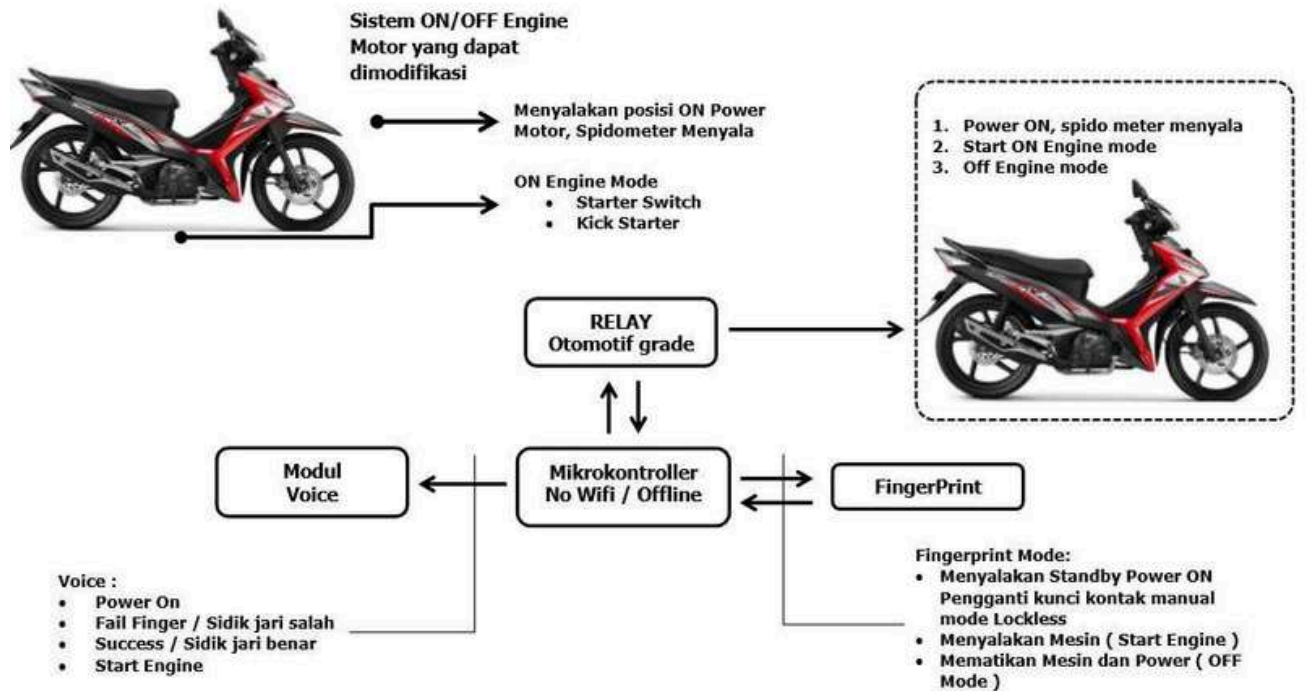 Sistem ON/OFF Engine
Motor yang dapat
dimodifikasi
Menyalakan posisi ON Power
Motor, Spidometer Menyala
ON Engine Mode
• Starter Switch
• Kick Starter
1. Power ON, spido meter menyala
2. Start ON Engine mode
3. Off Engine mode
RELAY
Otomotif grade
Modul
Voice
Mikrokontroller
No Wifi / Offline
FingerPrint
Voice :
• Power On
• Fail Finger / Sidik jari salah
• Success / Sidik jari benar
• Start Engine
Fingerprint Mode:
• Menyalakan Standby Power ON
Pengganti kunci kontak manual
mode Lockless
• Menyalakan Mesin ( Start Engine )
• Mematikan Mesin dan Power ( OFF
Mode )